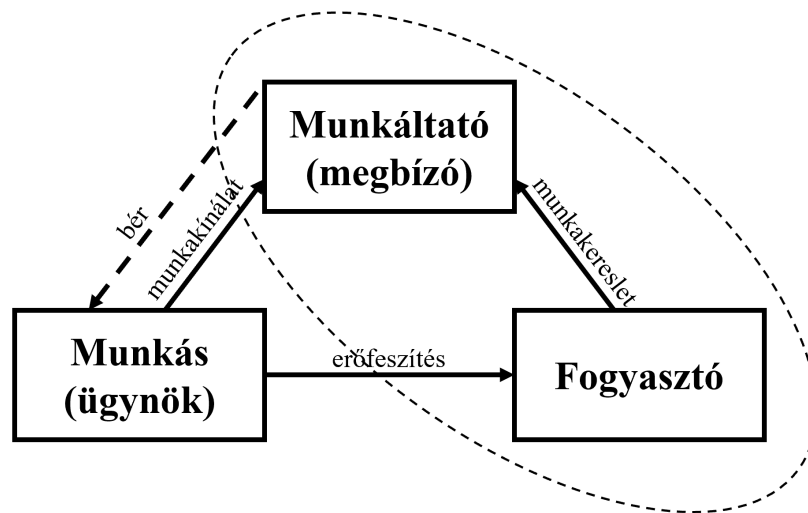 Munkáltató
(megbízó)
bér
munkakínálat
munkakereslet
Munkás
(ügynök)
erőfeszítés
Fogyasztó